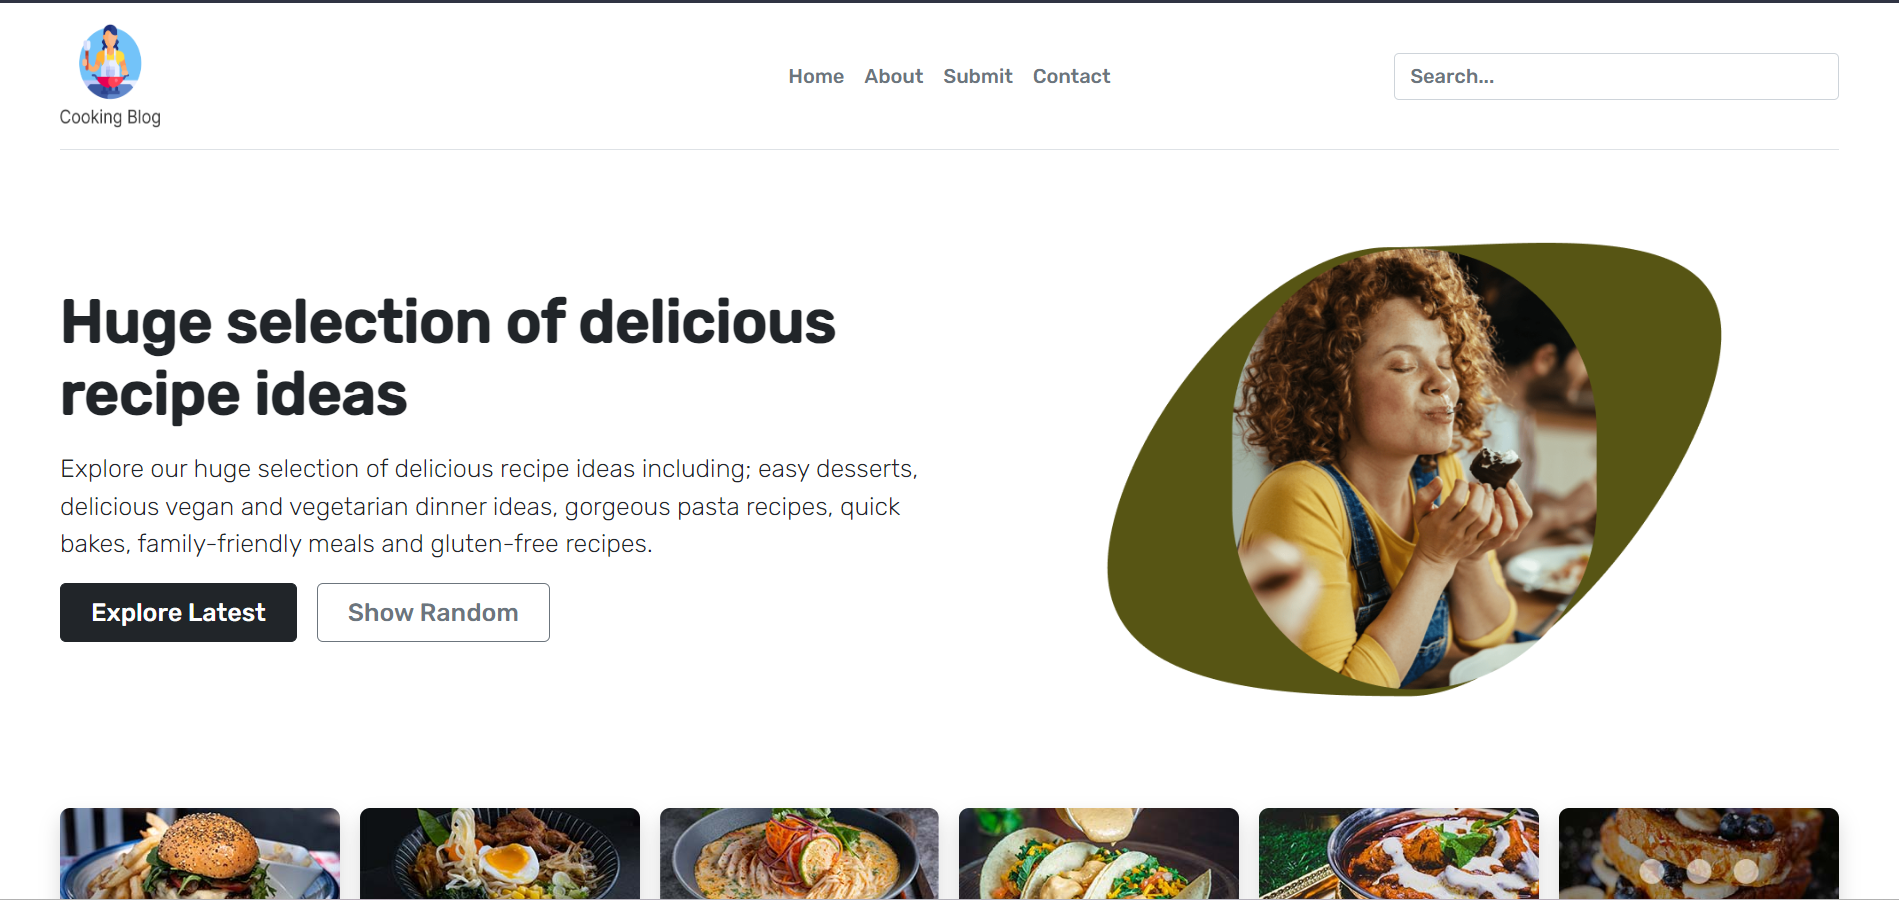 Cooking Blog
Home About Submit Contact
Search...
Huge selection of delicious
recipe ideas
Explore our huge selection of delicious recipe ideas including; easy desserts,
delicious vegan and vegetarian dinner ideas, gorgeous pasta recipes, quick
bakes, family-friendly meals and gluten-free recipes.
Explore Latest
Show Random